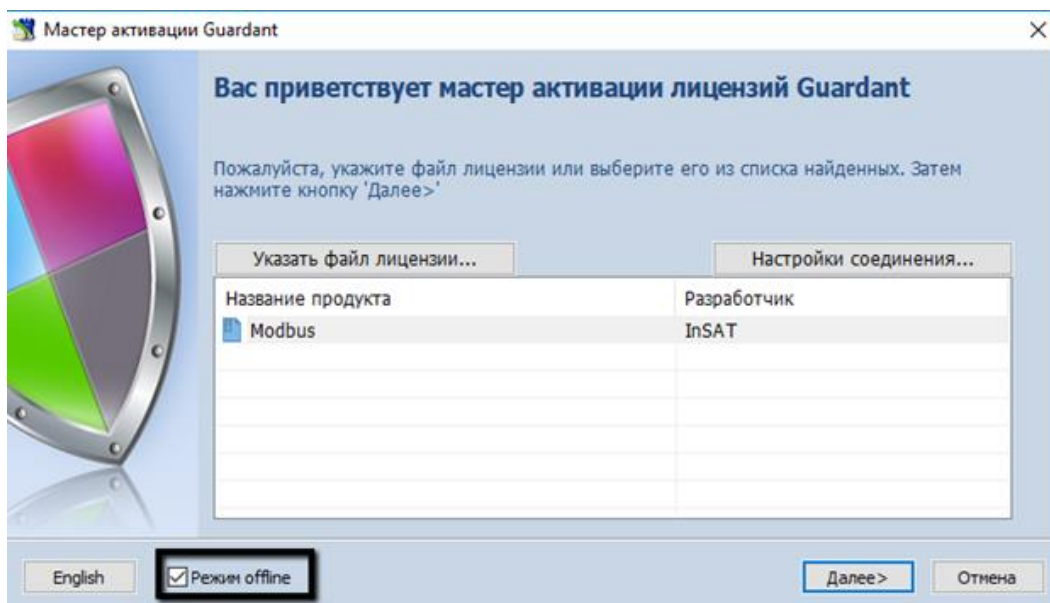 Мастер активации Guardant
Вас приветствует мастер активации лицензий Guardant
Пожалуйста, укажите файл лицензии или выберите его из списка найденных. Затем
нажмите кнопку 'Далее>'
Указать файл лицензии... Настройки соединения...
Название продукта Разработчик
Modbus InSAT
English Режим offline Далее> Отмена